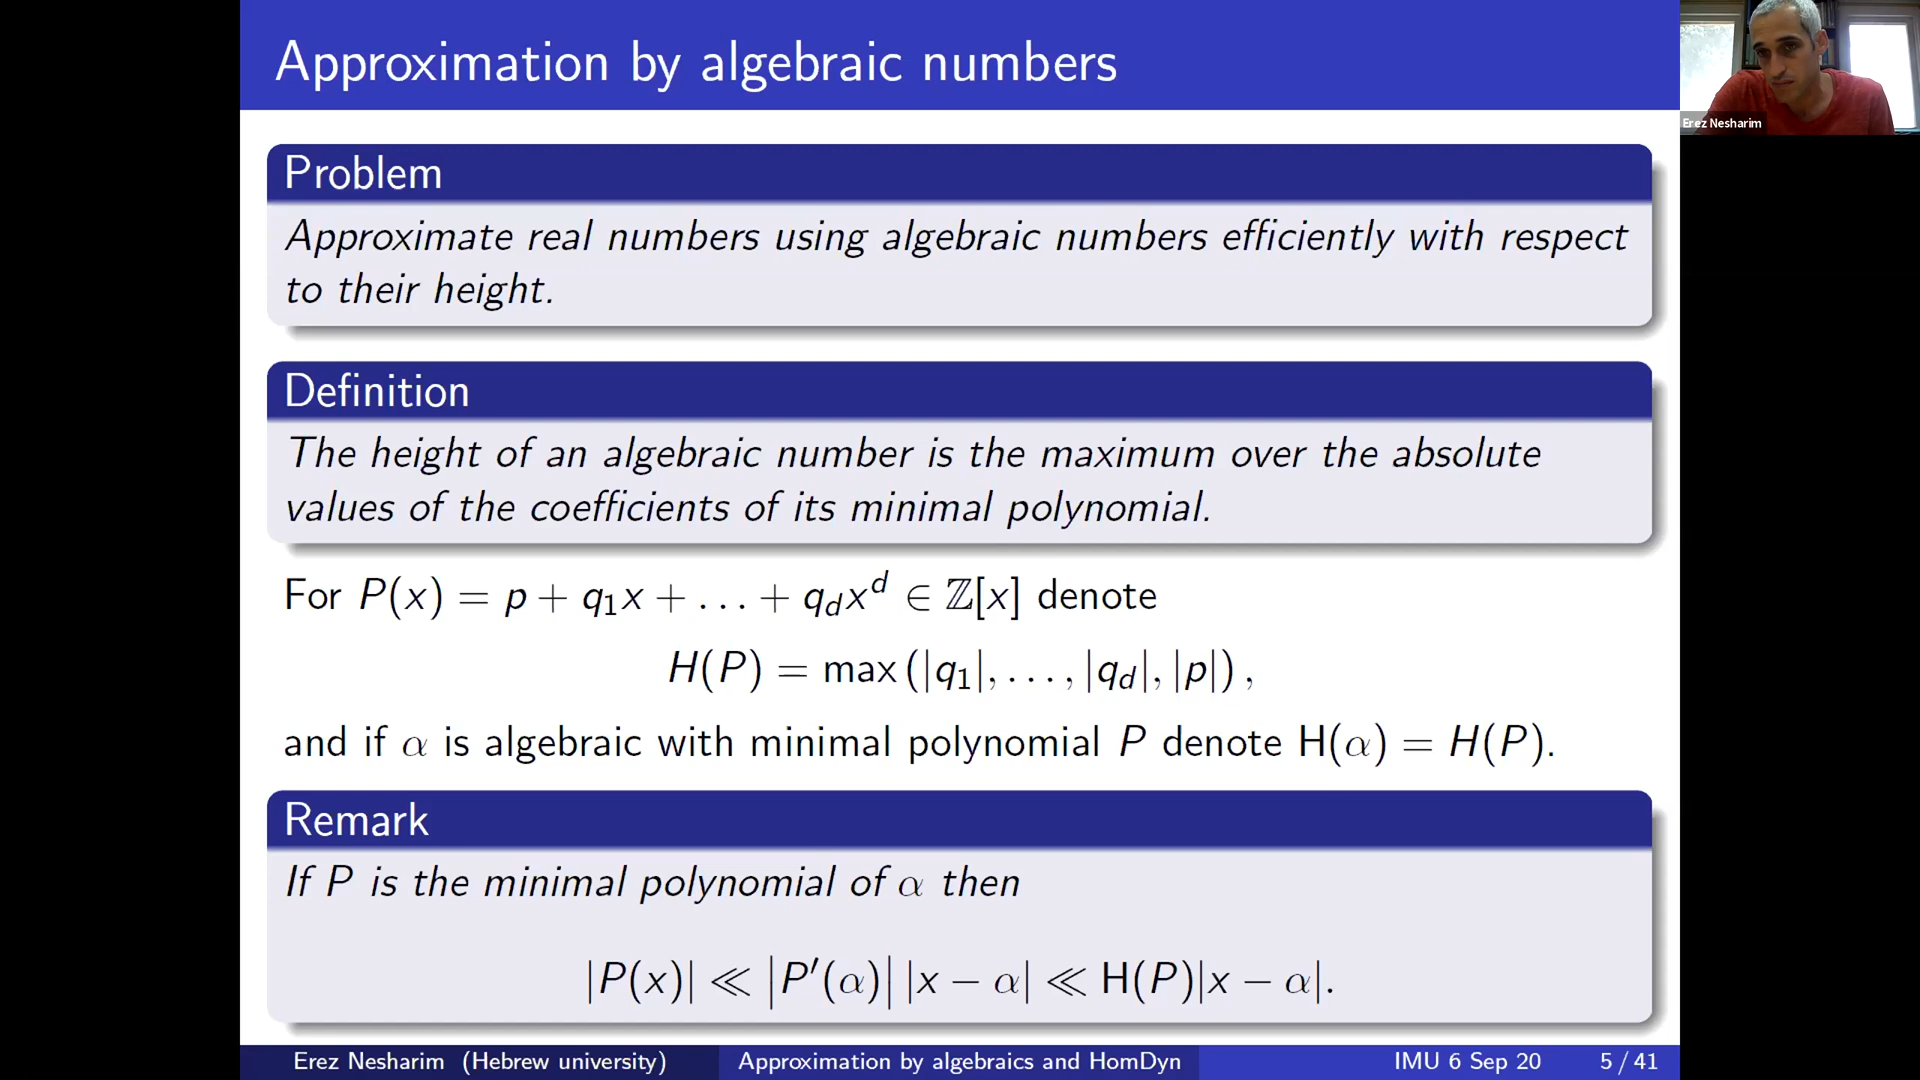 Approximation by algebraic numbers
Erez Nesharim
Problem
Approximate real numbers using algebraic numbers efficiently with respect
to their height.
Definition
The height of an algebraic number is the maximum over the absolute
values of the coefficients of its minimal polynomial.
For P(x) = p + q₁x + … + q_d x^d ∈ ℤ[x] denote
H(P) = max (|q₁|, …, |q_d|, |p|) ,
and if α is algebraic with minimal polynomial P denote H(α) = H(P).
Remark
If P is the minimal polynomial of α then
|P(x)| ≪ |P′(α)| |x − α| ≪ H(P)|x − α|.
Erez Nesharim (Hebrew university) Approximation by algebraics and HomDyn IMU 6 Sep 20 5 / 41